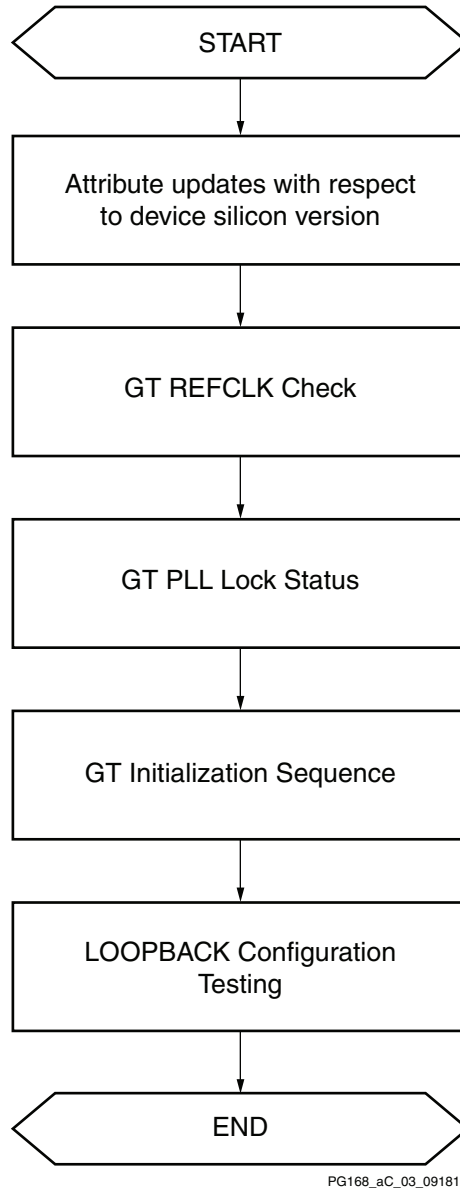 START
Attribute updates with respect
to device silicon version
GT REFCLK Check
GT PLL Lock Status
GT Initialization Sequence
LOOPBACK Configuration
Testing
END
PG168_aC_03_09181